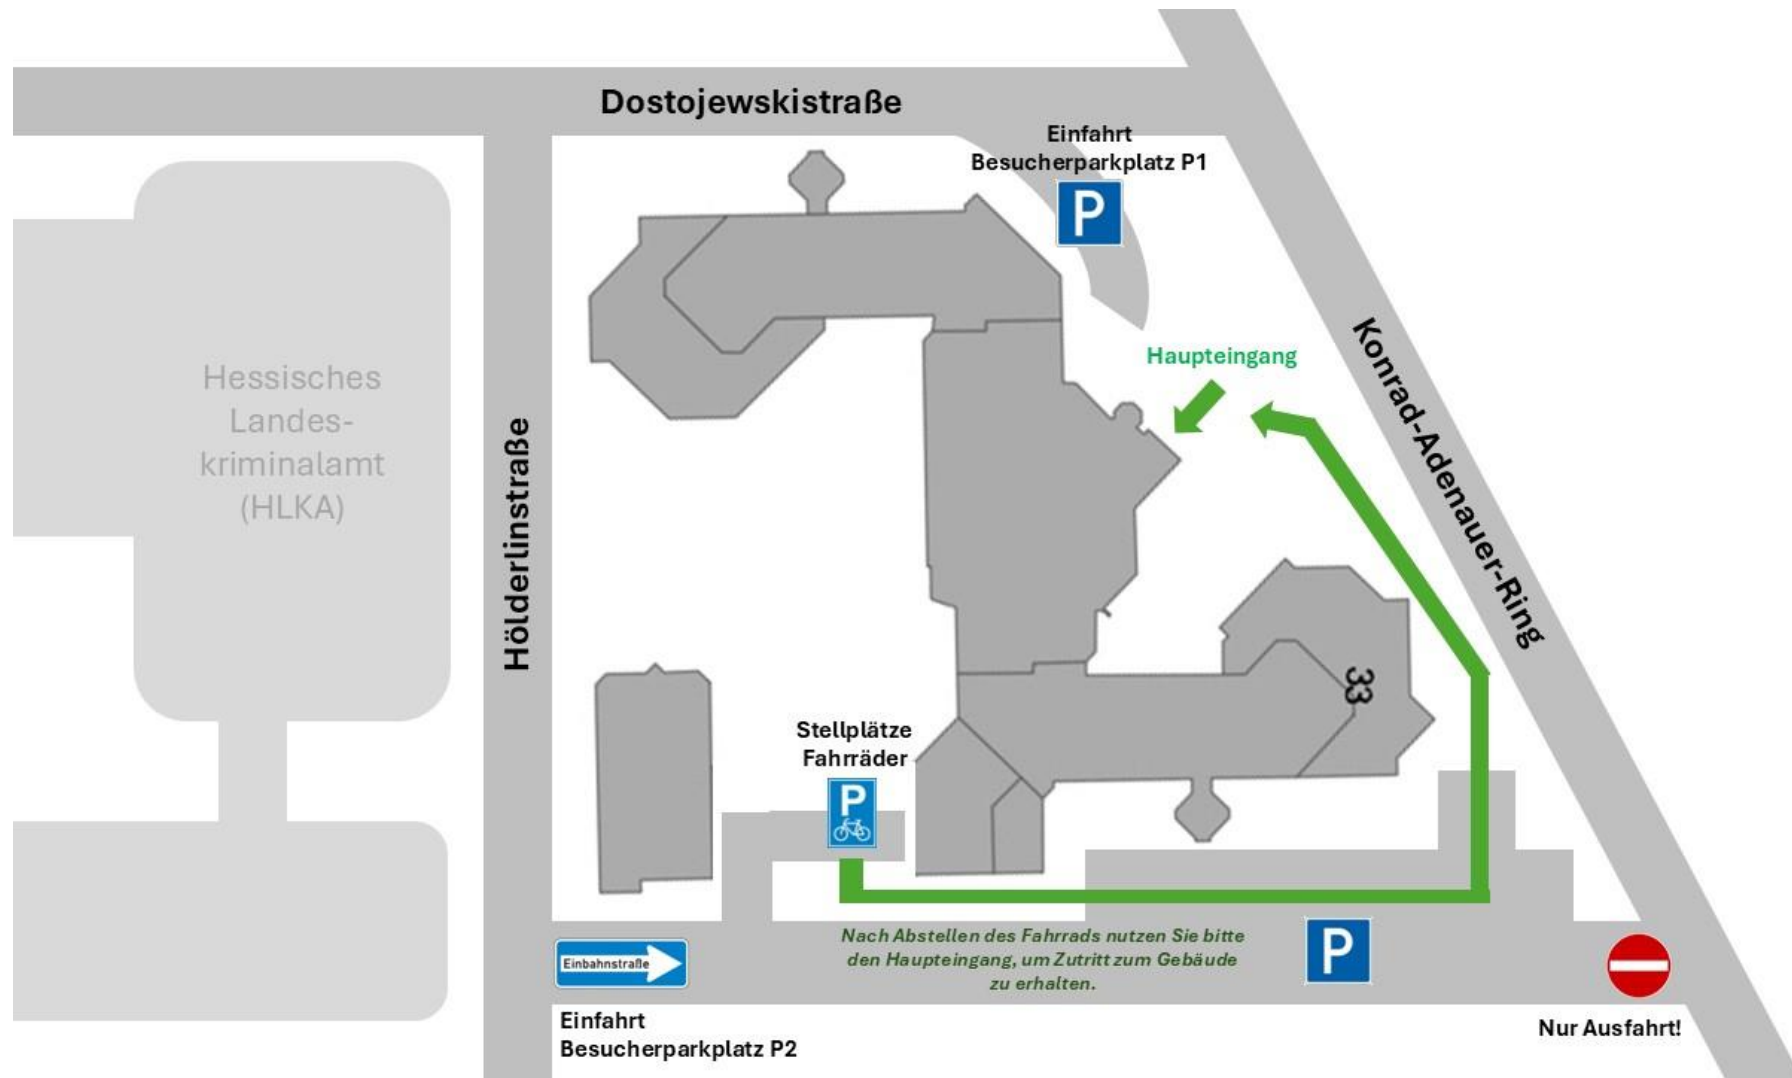 Dostojewskistraße
Einfahrt
Besucherparkplatz P1
P
Haupteingang
Konrad-Adenauer-Ring
Hessisches
Landes-
kriminalamt
(HLKA)
Hölderlinstraße
33
Stellplätze
Fahrräder
P
Nach Abstellen des Fahrrads nutzen Sie bitte
den Haupteingang, um Zutritt zum Gebäude
zu erhalten.
P
Einbahnstraße
Einfahrt
Besucherparkplatz P2
Nur Ausfahrt!